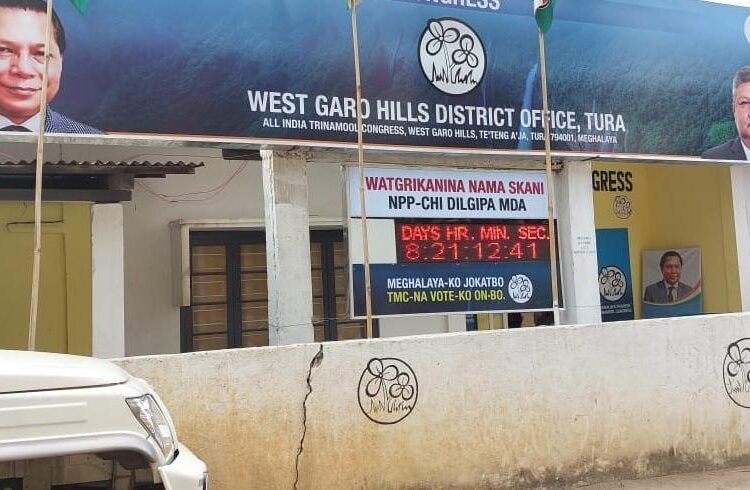 CONGRESS
WEST GARO HILLS DISTRICT OFFICE, TURA
ALL INDIA TRINAMOOL CONGRESS, WEST GARO HILLS, TE'TENG A'JA, TURA 794001, MEGHALAYA
WATGRIKANINA NAMA SKANI
NPP-CHI DILGIPA MDA
DAYS HR. MIN. SEC.
8:21:12:41
MEGHALAYA-KO JOKATBO
TMC-NA VOTE-KO ON-BO.
GRESS